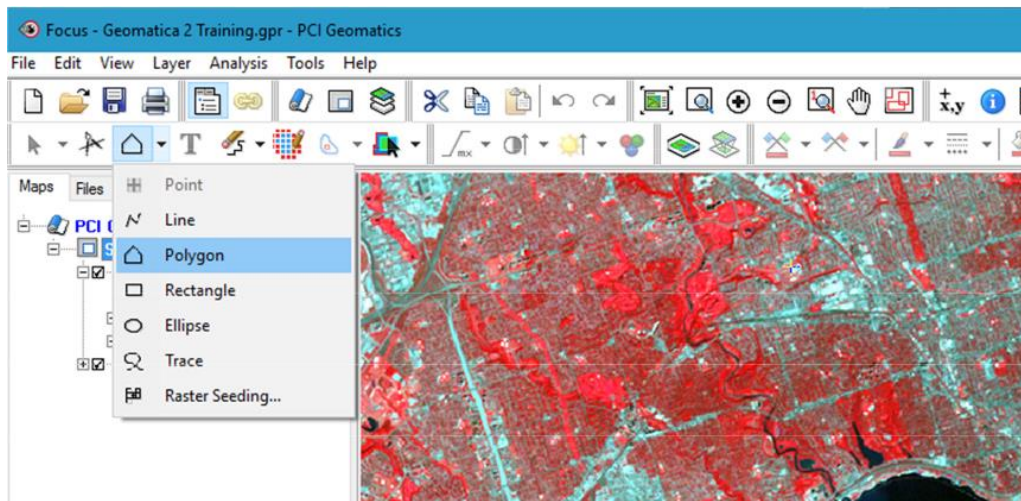 Focus - Geomatica 2 Training.gpr - PCI Geomatics
File Edit View Layer Analysis Tools Help
Maps Files
PCI
S
Point
Line
Polygon
Rectangle
Ellipse
Trace
Raster Seeding...